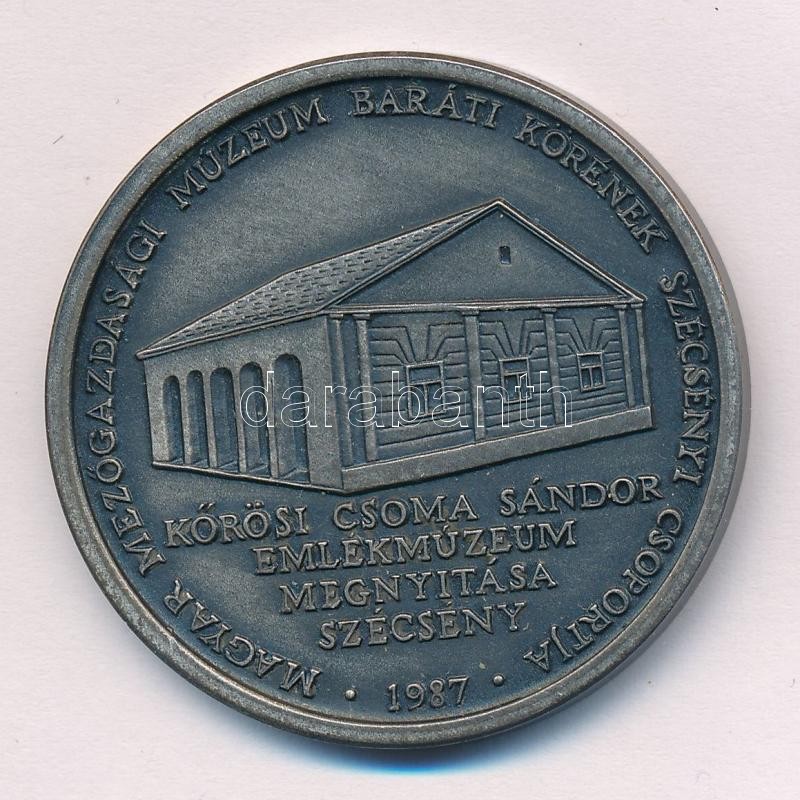 MAGYAR MEZŐGAZDASÁGI MÚZEUM BARÁTI KÖRÉNEK SZÉCSÉNYI CSOPORTJA
KŐRÖSI CSOMA SÁNDOR
EMLÉKMÚZEUM
MEGNYITÁSA
SZÉCSÉNY
• 1987 •
darabanth